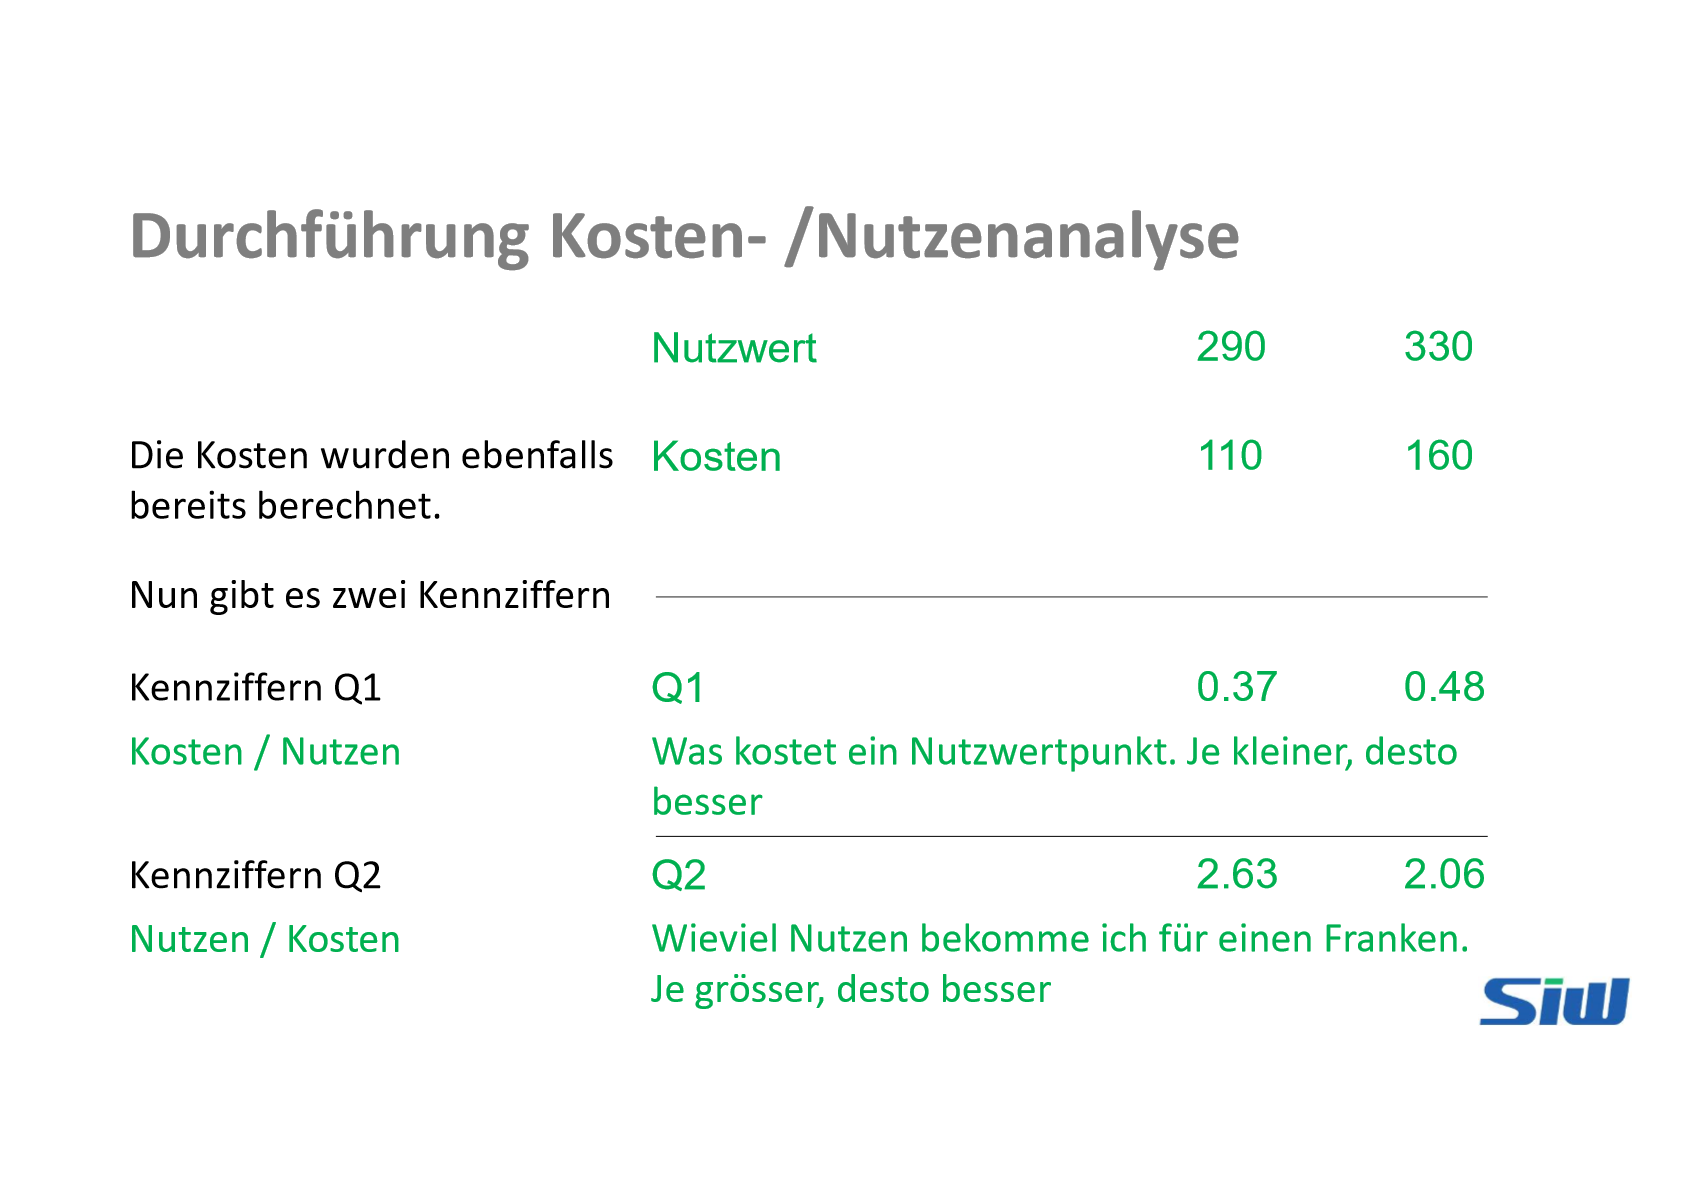 Durchführung Kosten- /Nutzenanalyse
Nutzwert 290 330
Die Kosten wurden ebenfalls Kosten 110 160
bereits berechnet.
Nun gibt es zwei Kennziffern
Kennziffern Q1 Q1 0.37 0.48
Kosten / Nutzen Was kostet ein Nutzwertpunkt. Je kleiner, desto
besser
Kennziffern Q2 Q2 2.63 2.06
Nutzen / Kosten Wieviel Nutzen bekomme ich für einen Franken.
Je grösser, desto besser
Siw